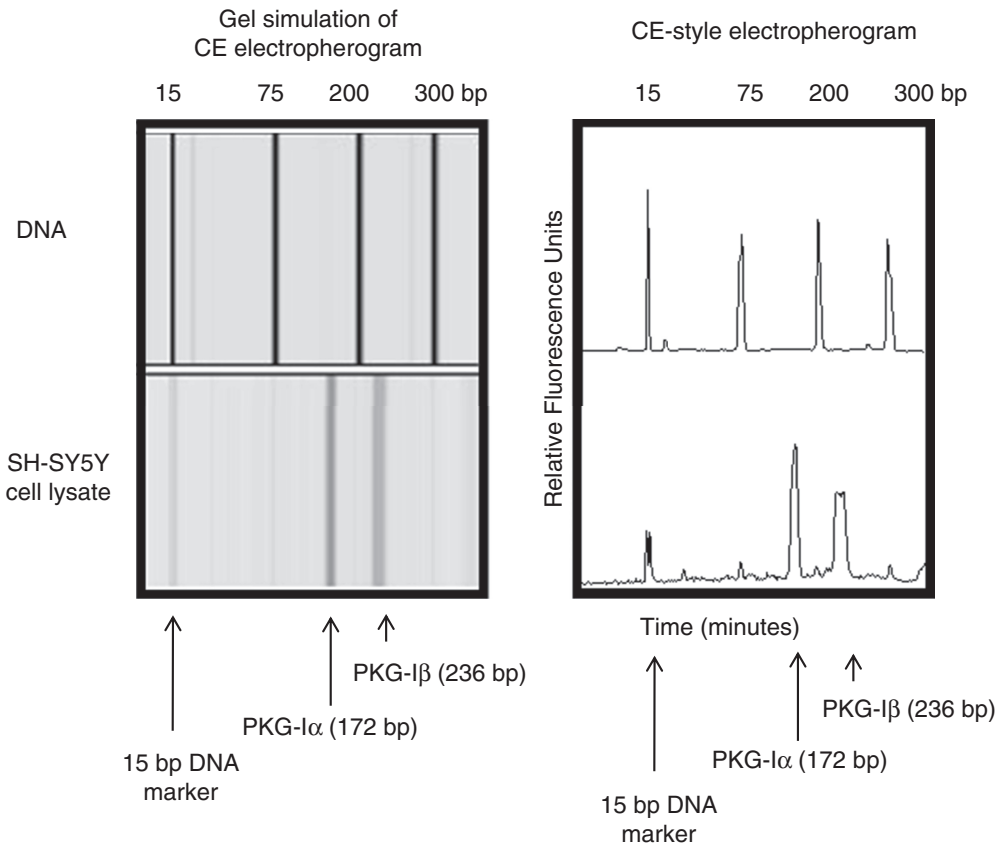 Gel simulation of
CE electropherogram
15 75 200 300 bp
DNA
SH-SY5Y
cell lysate
PKG-Iβ (236 bp)
PKG-Iα (172 bp)
15 bp DNA
marker
CE-style electropherogram
15 75 200 300 bp
Relative Fluorescence Units
Time (minutes)
PKG-Iβ (236 bp)
PKG-Iα (172 bp)
15 bp DNA
marker